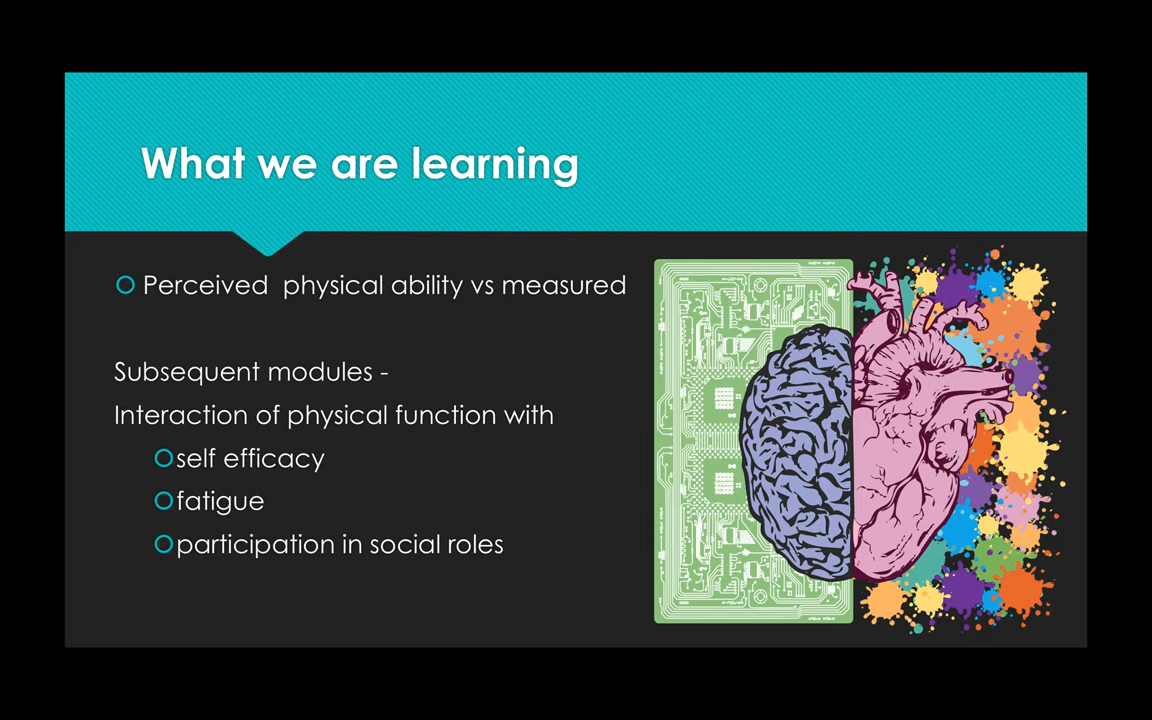 What we are learning
Perceived  physical ability vs measured
Subsequent modules -
Interaction of physical function with
self efficacy
fatigue
participation in social roles